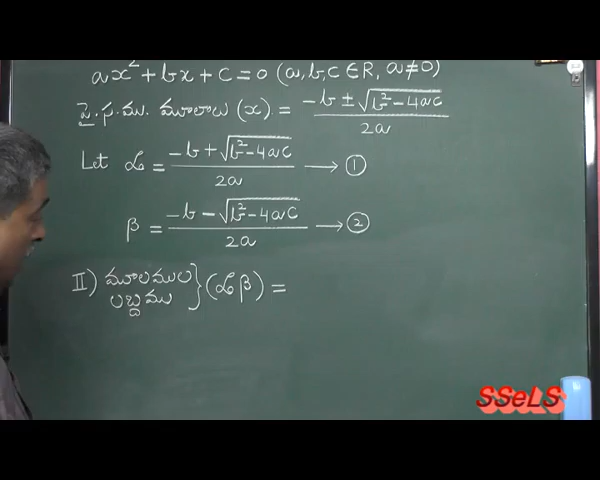 ax² + bx + c = 0 (a, b, c ∈ R, a ≠ 0)
పై. స. ము. మూలాలు (x) = (-b ± √(b² - 4ac)) / 2a
Let α = (-b + √(b² - 4ac)) / 2a → ①
β = (-b - √(b² - 4ac)) / 2a → ②
II) మూలముల
లబ్దము } (αβ) =
SSeLS